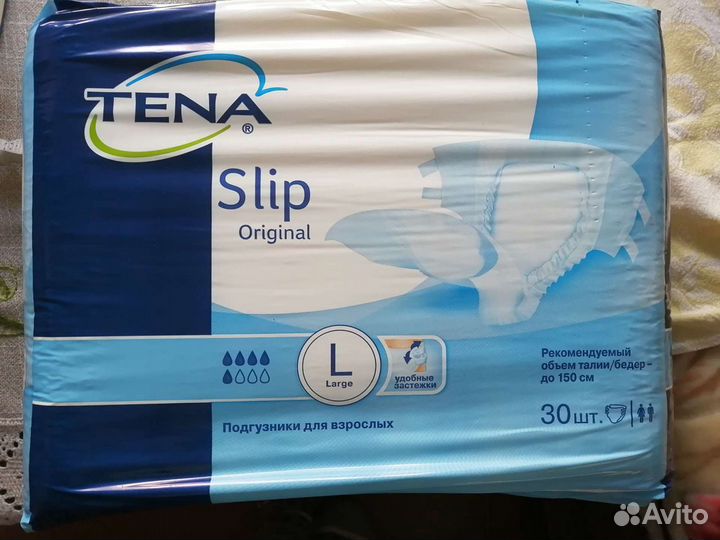 TENA®
Slip
Original
L
Large
удобные
застежки
Рекомендуемый
объем талии/бедер–
до 150 см
Подгузники для взрослых
30 шт.
Avito